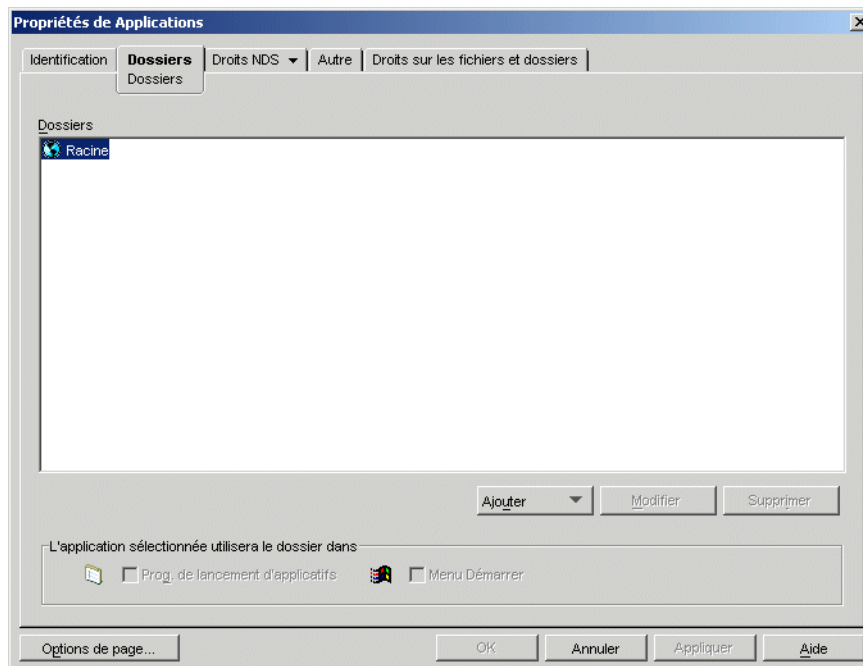 Propriétés de Applications
Identification Dossiers Droits NDS Autre Droits sur les fichiers et dossiers
Dossiers
Dossiers
Racine
Ajouter Modifier Supprimer
L'application sélectionnée utilisera le dossier dans
Prog. de lancement d'applicatifs Menu Démarrer
Options de page... OK Annuler Appliquer Aide